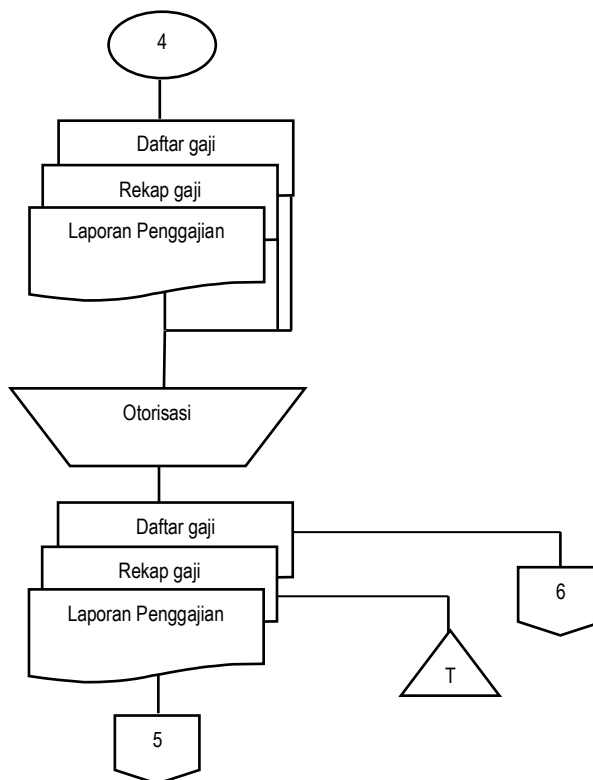 4
Daftar gaji
Rekap gaji
Laporan Penggajian
Otorisasi
Daftar gaji
Rekap gaji
6
Laporan Penggajian
T
5